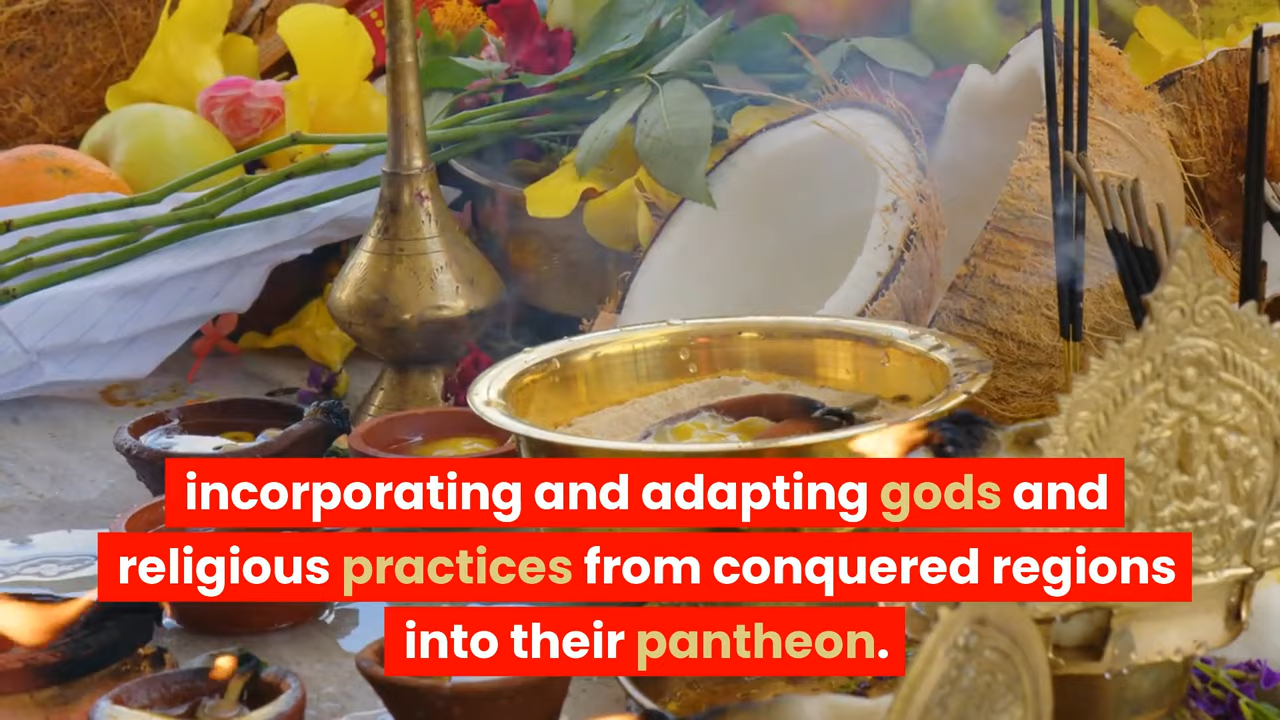 incorporating and adapting gods and
religious practices from conquered regions
into their pantheon.